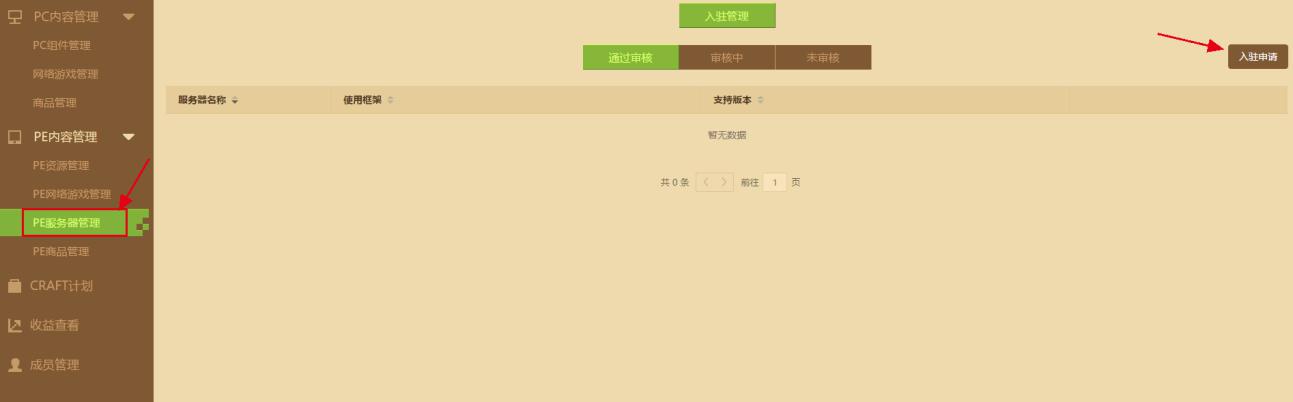 PC内容管理
PC组件管理
网络游戏管理
商品管理
PE内容管理
PE资源管理
PE网络游戏管理
PE服务器管理
PE商品管理
CRAFT计划
收益查看
成员管理
入驻管理
通过审核 审核中 未审核
入驻申请
服务器名称 使用框架 支持版本
暂无数据
共 0 条 前往 1 页